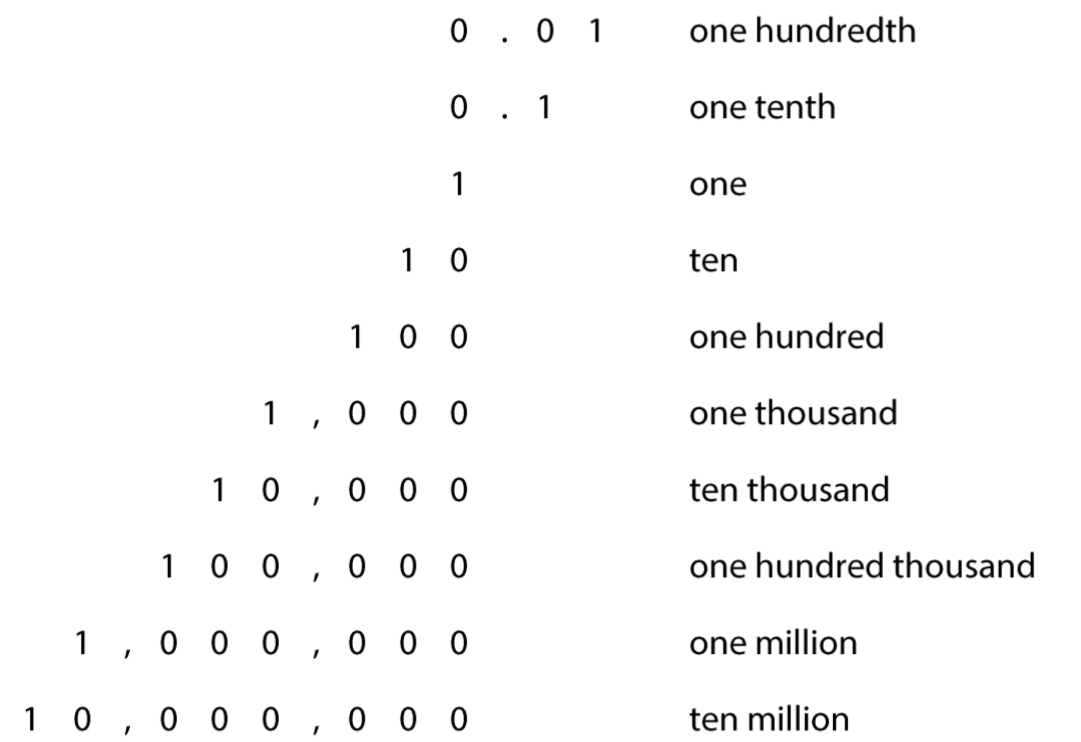 0.01 one hundredth
0.1 one tenth
1 one
10 ten
100 one hundred
1,000 one thousand
10,000 ten thousand
100,000 one hundred thousand
1,000,000 one million
10,000,000 ten million